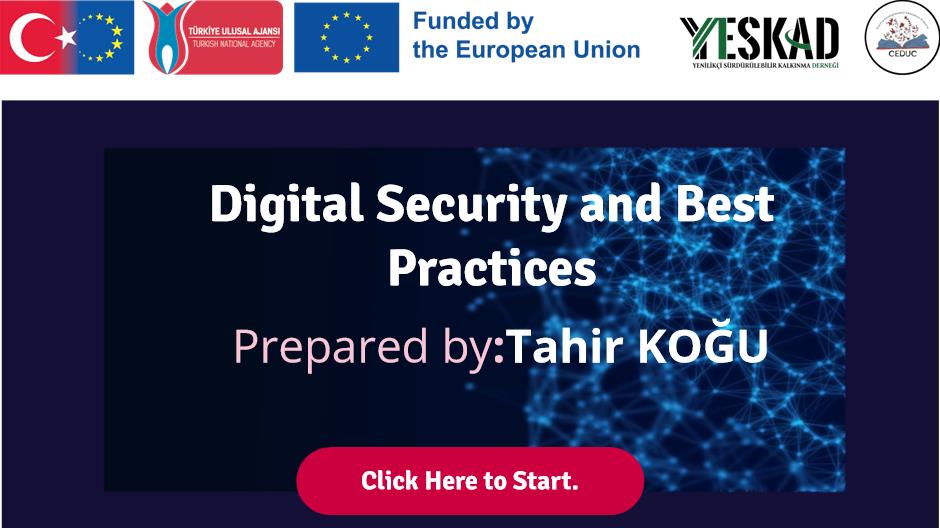 TÜRKİYE ULUSAL AJANSI
TURKISH NATIONAL AGENCY
Funded by
the European Union
YESKAD
YENİLİKÇİ SÜRDÜRÜLEBİLİR KALKINMA DERNEĞİ
CEDUC
Digital Security and Best
Practices
Prepared by:Tahir KOĞU
Click Here to Start.